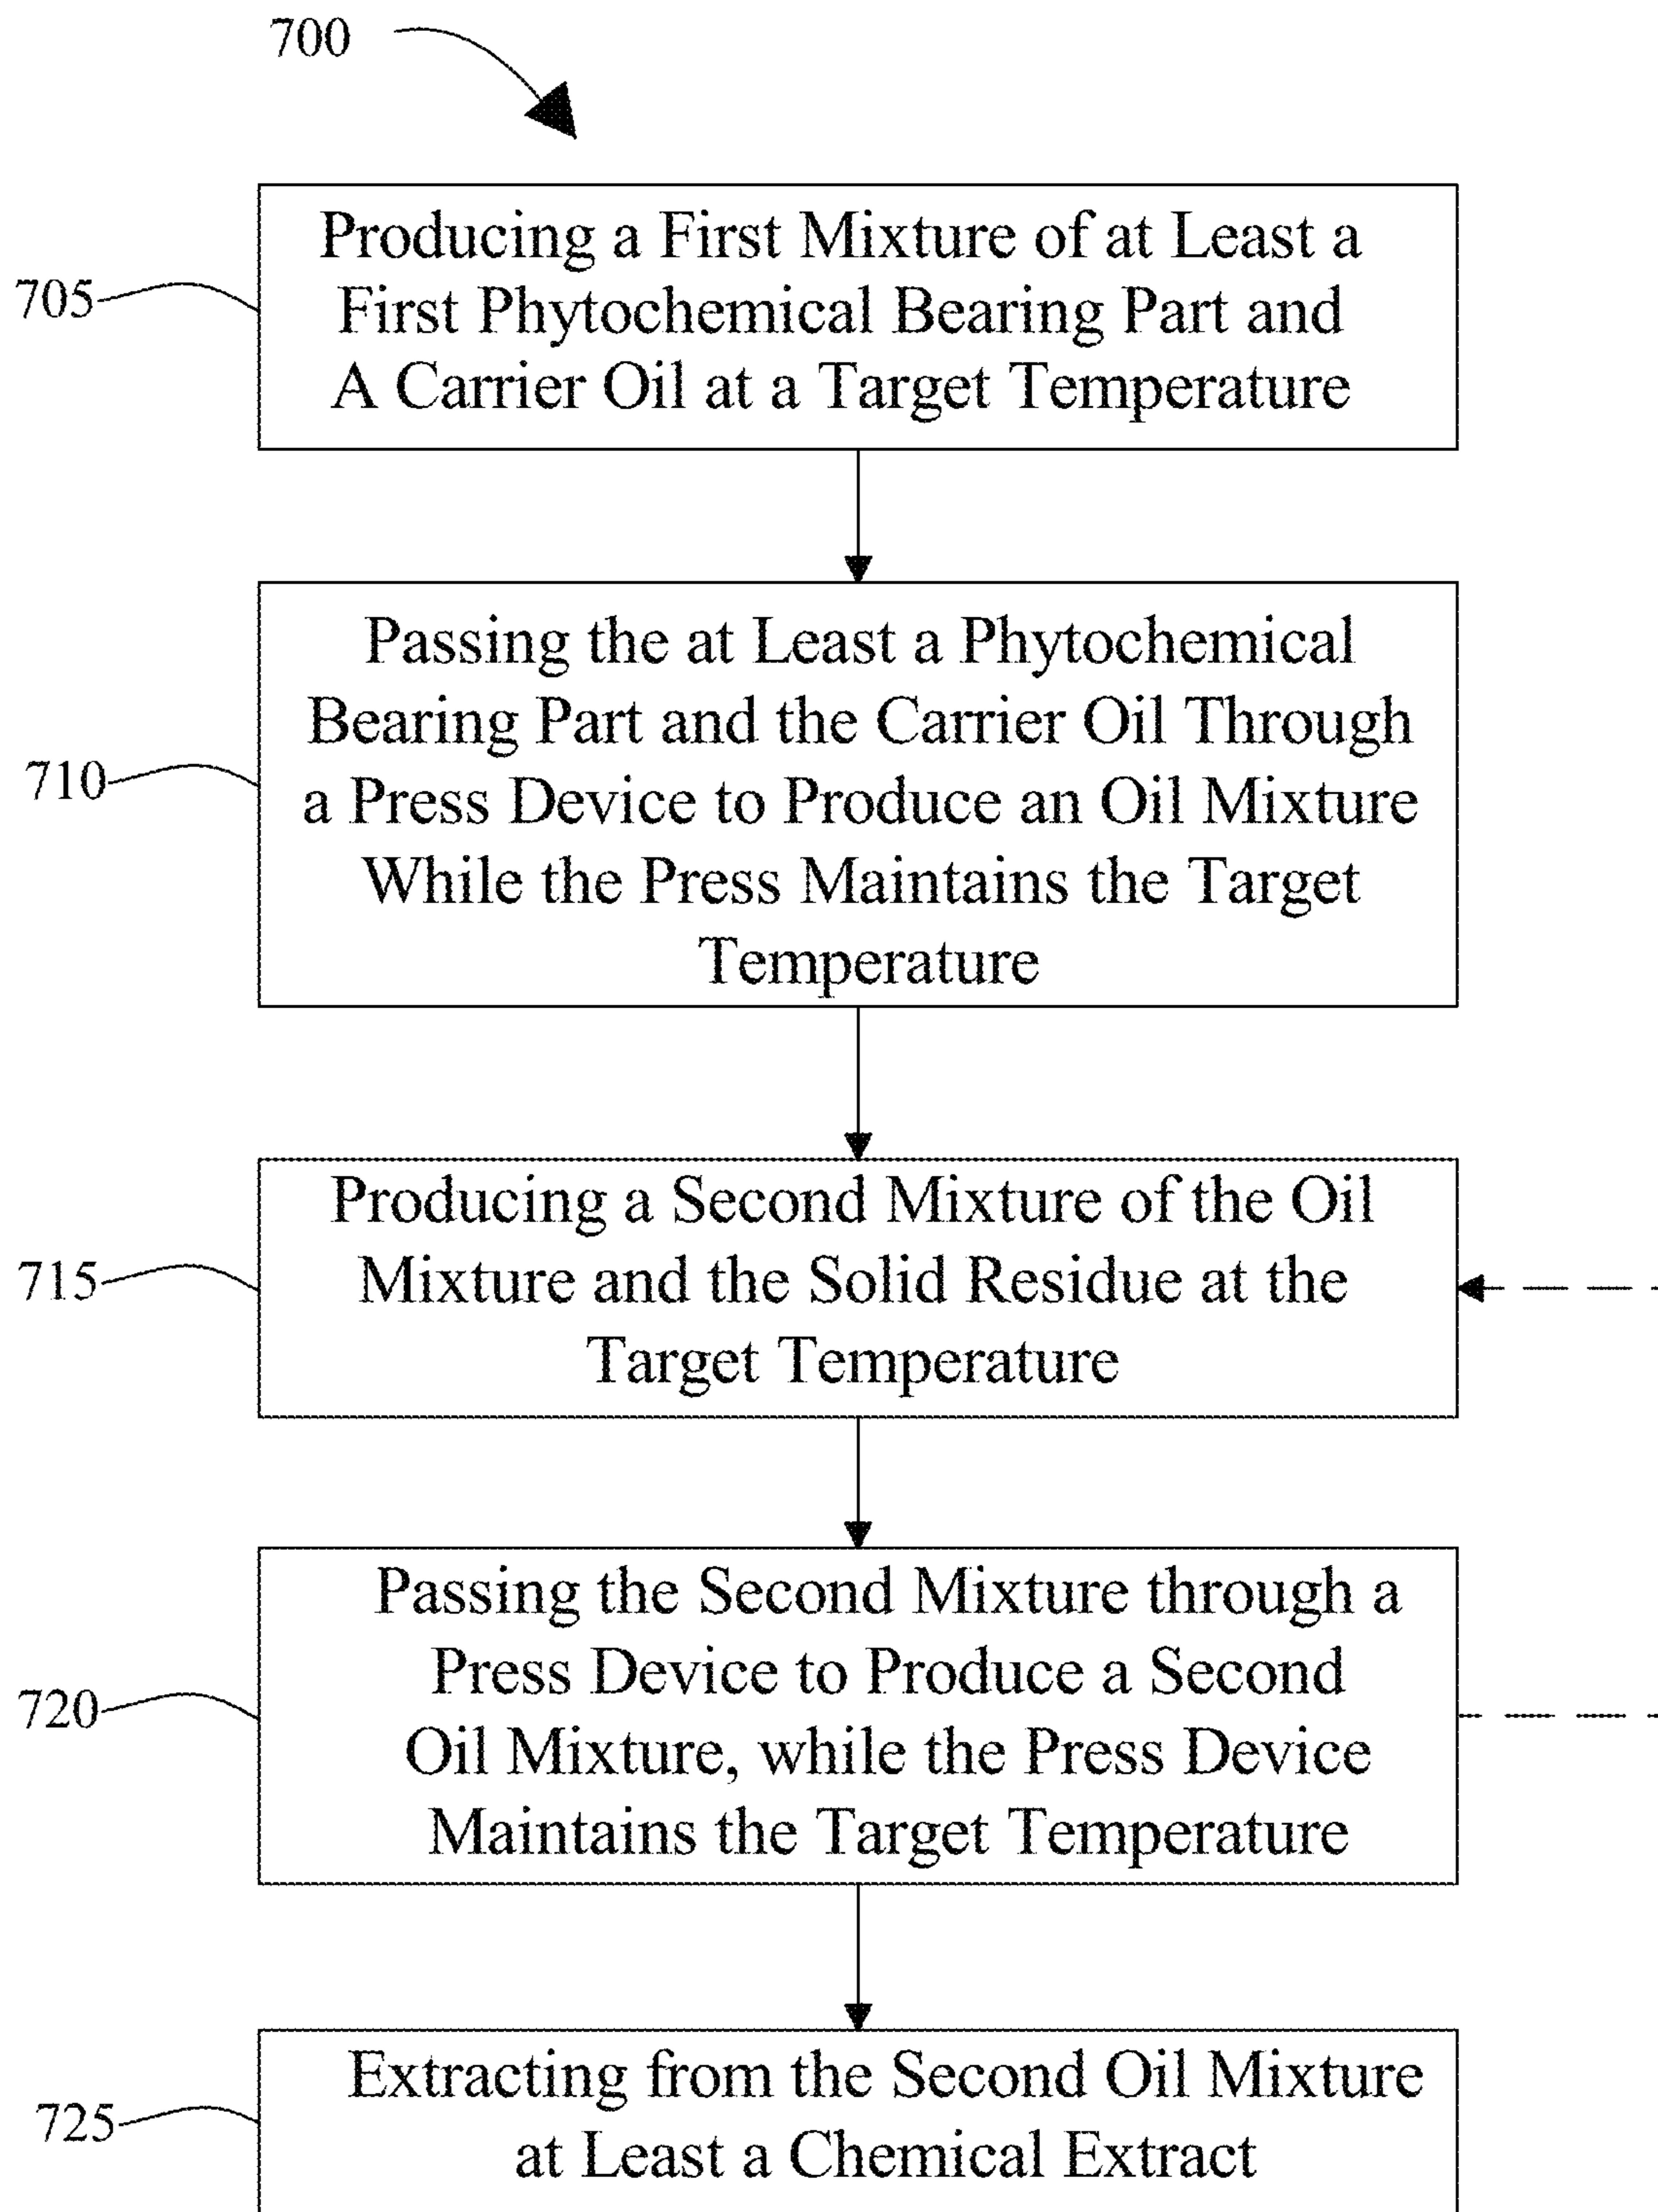 700
705
Producing a First Mixture of at Least a
First Phytochemical Bearing Part and
A Carrier Oil at a Target Temperature
710
Passing the at Least a Phytochemical
Bearing Part and the Carrier Oil Through
a Press Device to Produce an Oil Mixture
While the Press Maintains the Target
Temperature
715
Producing a Second Mixture of the Oil
Mixture and the Solid Residue at the
Target Temperature
720
Passing the Second Mixture through a
Press Device to Produce a Second
Oil Mixture, while the Press Device
Maintains the Target Temperature
725
Extracting from the Second Oil Mixture
at Least a Chemical Extract